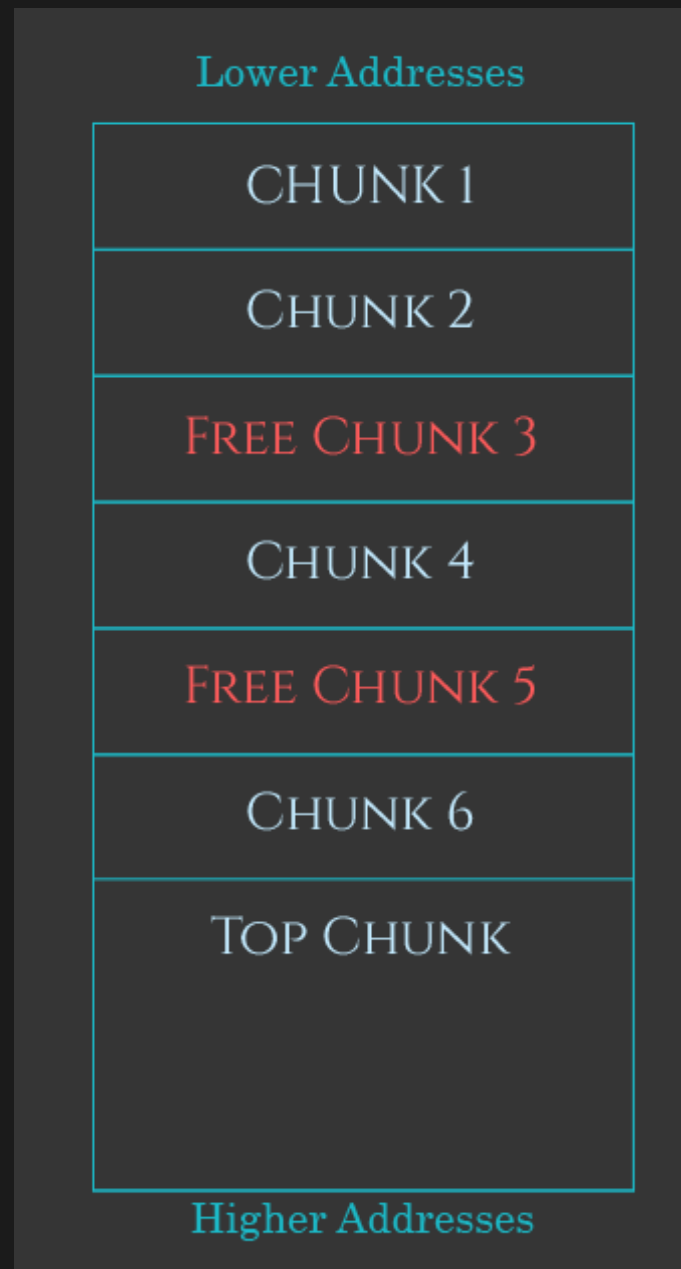 Lower Addresses
Chunk 1
Chunk 2
Free Chunk 3
Chunk 4
Free Chunk 5
Chunk 6
Top Chunk
Higher Addresses